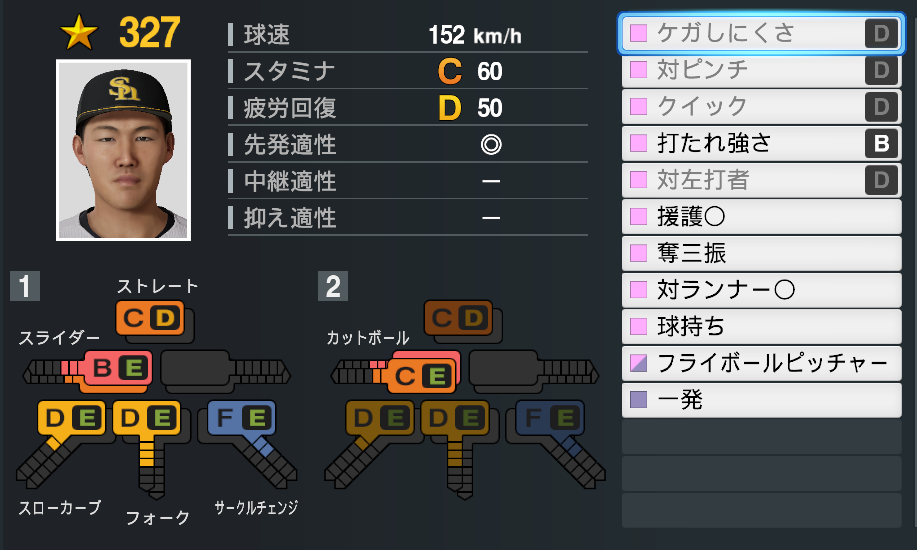 327
Sh
球速 152 km/h
スタミナ C 60
疲労回復 D 50
先発適性 ◎
中継適性 ー
抑え適性 ー
ケガしにくさ D
対ピンチ D
クイック D
打たれ強さ B
対左打者 D
援護○
奪三振
対ランナー○
球持ち
フライボールピッチャー
一発
1
ストレート
C D
スライダー
B E
D E D E F E
スローカーブ
フォーク
サークルチェンジ
2
C D
カットボール
C E
D E D E F E